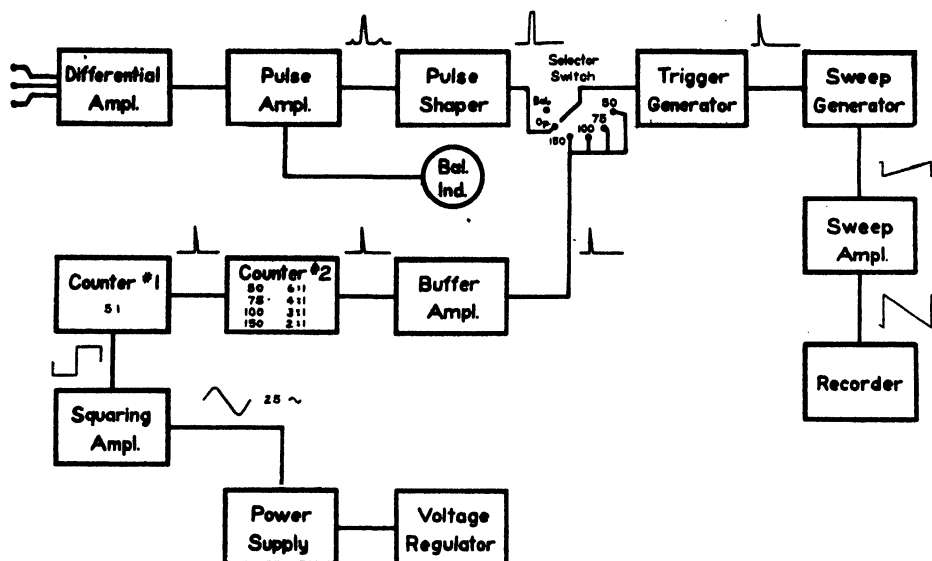 Differential
Ampl.
Pulse
Ampl.
Pulse
Shaper
Selector
Switch
Bal.
Op.
150
100
75
50
Trigger
Generator
Sweep
Generator
Bal.
Ind.
Sweep
Ampl.
Counter #1
5:1
Counter #2
50 6:1
75 4:1
100 3:1
150 2:1
Buffer
Ampl.
Recorder
Squaring
Ampl.
25 ~
Power
Supply
Voltage
Regulator